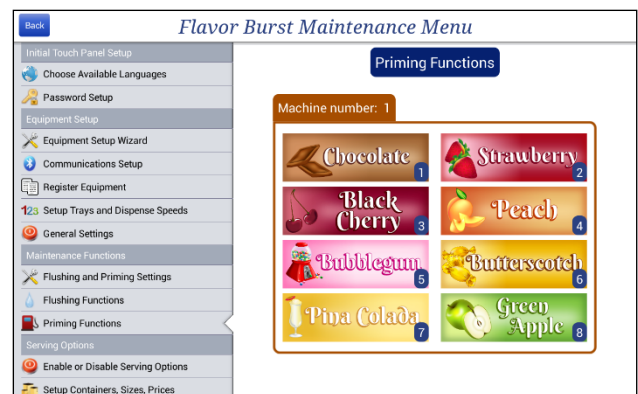 Back
Flavor Burst Maintenance Menu
Initial Touch Panel Setup
Choose Available Languages
Password Setup
Equipment Setup
Equipment Setup Wizard
Communications Setup
Register Equipment
123 Setup Trays and Dispense Speeds
General Settings
Maintenance Functions
Flushing and Priming Settings
Flushing Functions
Priming Functions
Serving Options
Enable or Disable Serving Options
Setup Containers, Sizes, Prices
Priming Functions
Machine number: 1
Chocolate 1
Strawberry 2
Black
Cherry 3
Peach 4
Bubblegum 5
Butterscotch 6
Pina Colada 7
Green
Apple 8